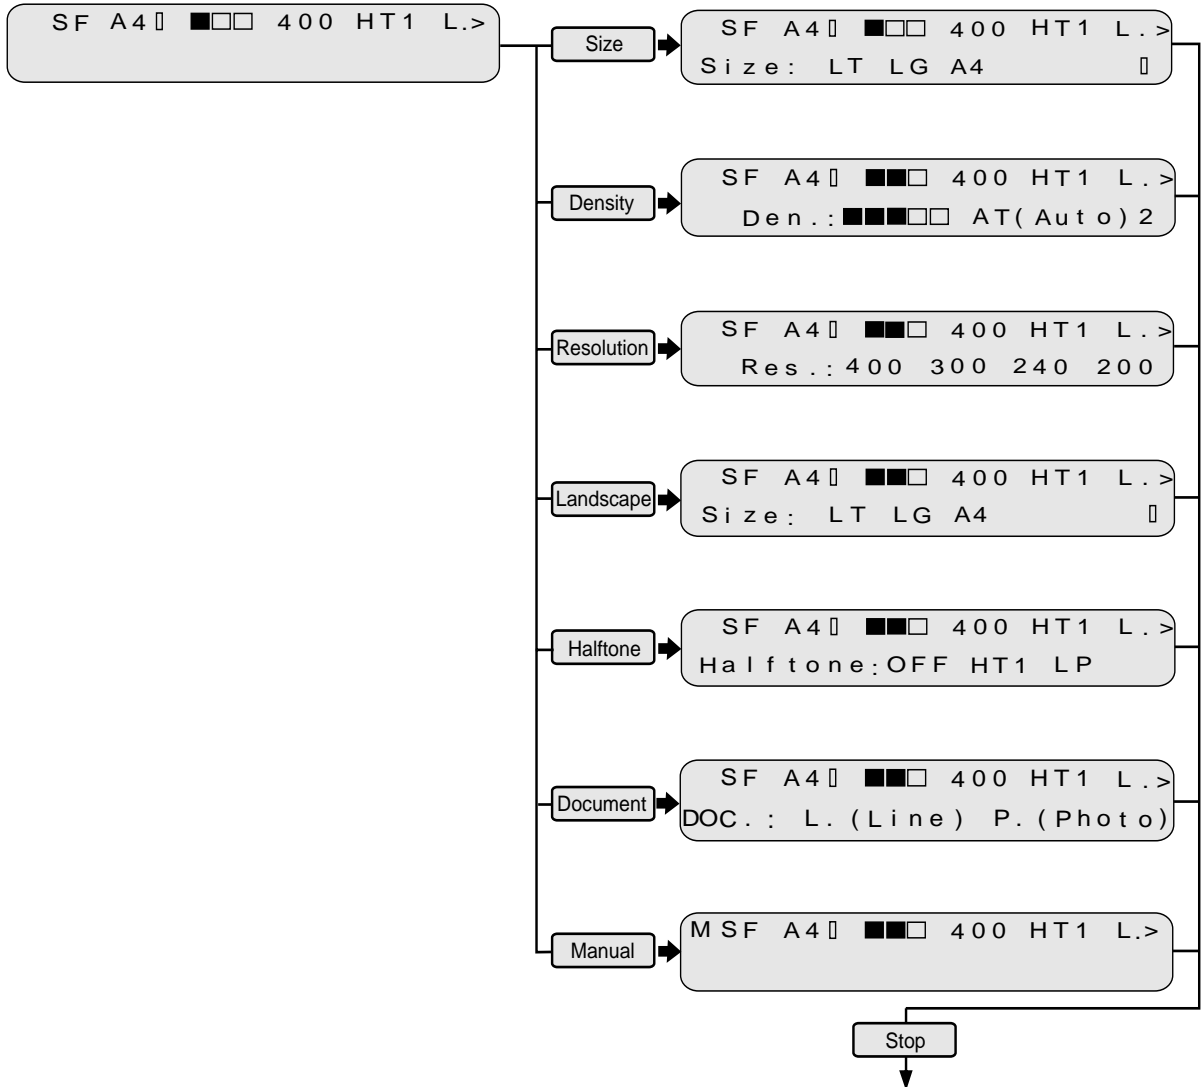 SF A4▯ ■□□ 400 HT1 L.>
Size
SF A4▯ ■□□ 400 HT1 L.>
Size: LT LG A4 ▯
Density
SF A4▯ ■■□ 400 HT1 L.>
Den.:■■■□□ AT(Auto)2
Resolution
SF A4▯ ■■□ 400 HT1 L.>
Res.:400 300 240 200
Landscape
SF A4▯ ■■□ 400 HT1 L.>
Size: LT LG A4 ▯
Halftone
SF A4▯ ■■□ 400 HT1 L.>
Halftone:OFF HT1 LP
Document
SF A4▯ ■■□ 400 HT1 L.>
DOC.: L.(Line) P.(Photo)
Manual
MSF A4▯ ■■□ 400 HT1 L.>
Stop